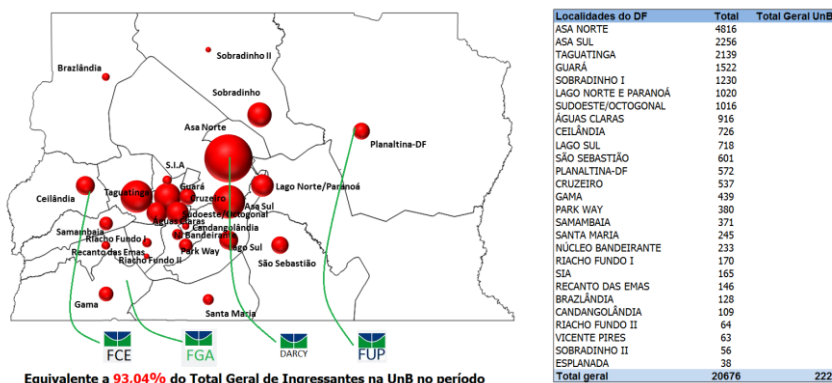 Sobradinho II
Brazlândia
Sobradinho
Asa Norte
Planaltina-DF
S.I.A
Ceilândia
Taguatinga
Guará
Cruzeiro
Lago Norte/Paranoá
Asa Sul
Sudoeste/Octogonal
Águas Claras
Candangolândia
Samambaia
Riacho Fundo I
N. Bandeirante
Lago Sul
Recanto das Emas
Park Way
São Sebastião
Riacho Fundo II
Gama
Santa Maria
FCE
FGA
DARCY
FUP
Equivalente a 93.04% do Total Geral de Ingressantes na UnB no período
Localidades do DF Total Total Geral UnB
ASA NORTE 4816
ASA SUL 2256
TAGUATINGA 2139
GUARÁ 1522
SOBRADINHO I 1230
LAGO NORTE E PARANOÁ 1020
SUDOESTE/OCTOGONAL 1016
ÁGUAS CLARAS 916
CEILÂNDIA 726
LAGO SUL 718
SÃO SEBASTIÃO 601
PLANALTINA-DF 572
CRUZEIRO 537
GAMA 439
PARK WAY 380
SAMAMBAIA 371
SANTA MARIA 245
NÚCLEO BANDEIRANTE 233
RIACHO FUNDO I 170
SIA 165
RECANTO DAS EMAS 146
BRAZLÂNDIA 128
CANDANGOLÂNDIA 109
RIACHO FUNDO II 64
VICENTE PIRES 63
SOBRADINHO II 56
ESPLANADA 38
Total geral 20676 222